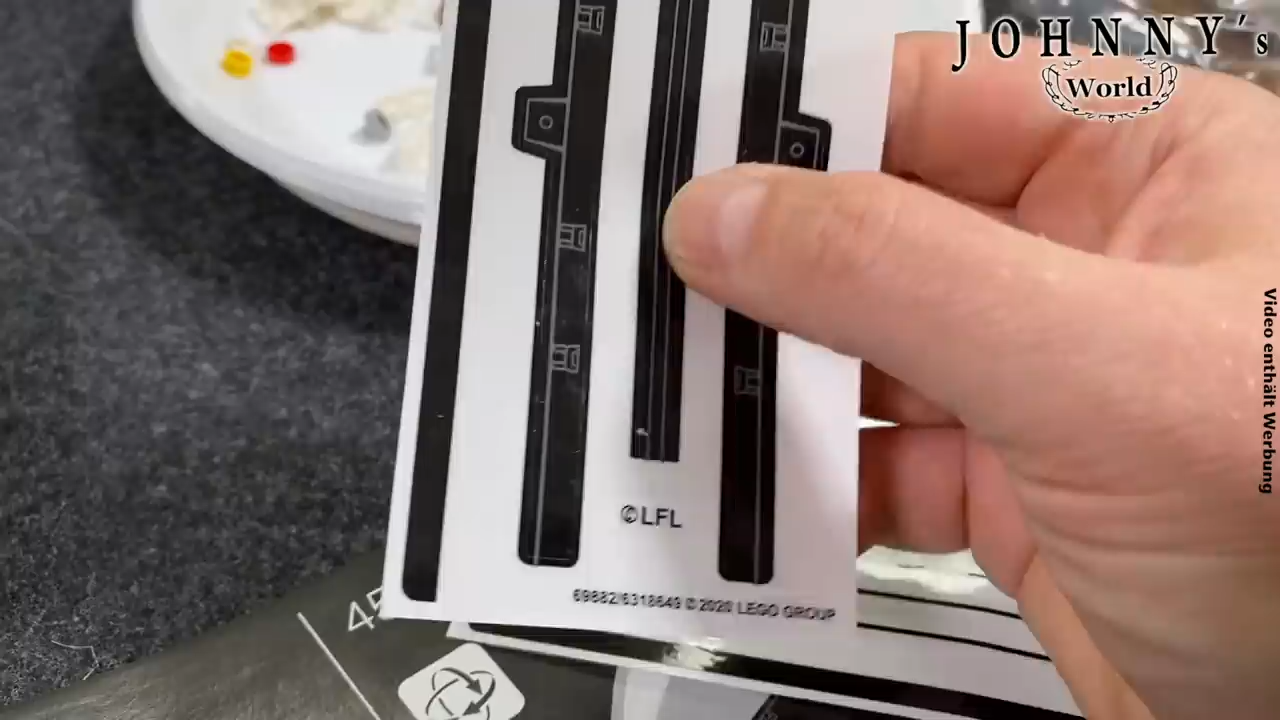 JOHNNY's
World
Video enthält Werbung
©LFL
69882/6318649 © 2020 LEGO GROUP
45